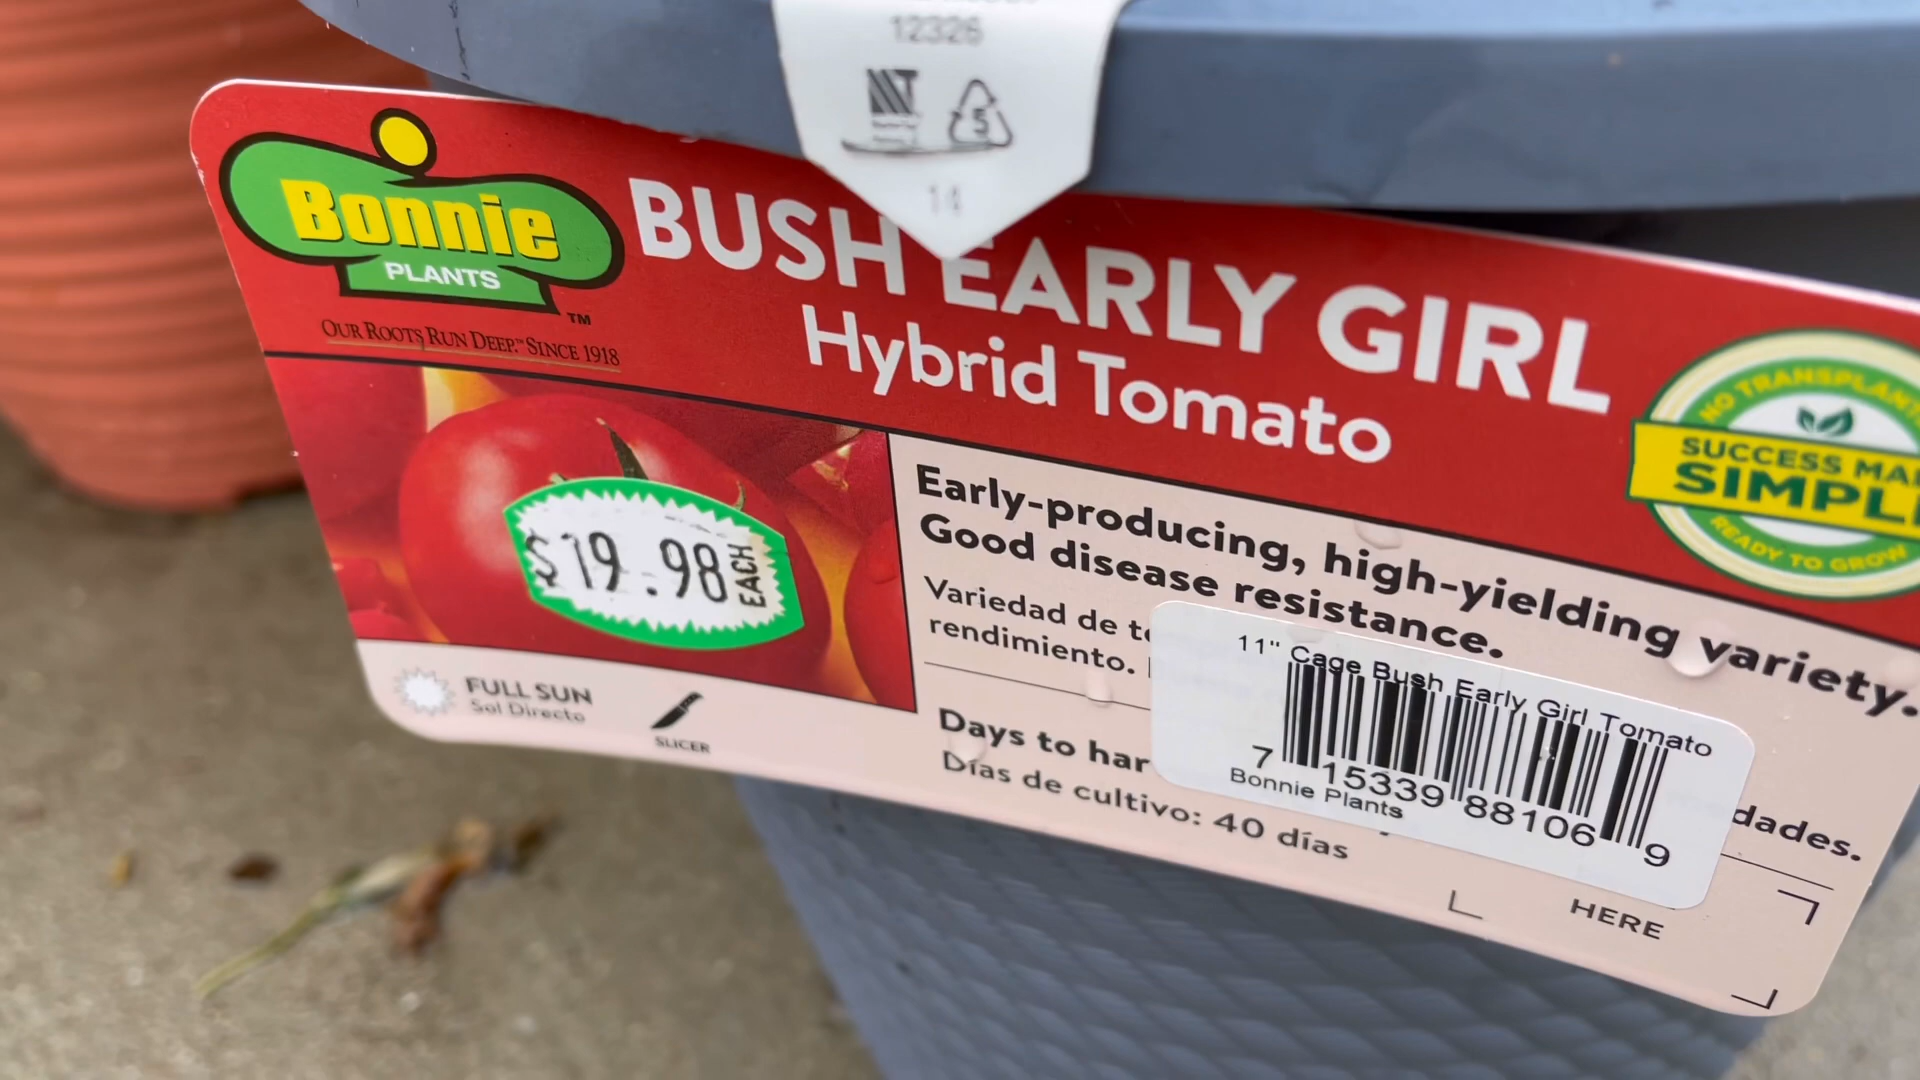 12326
5
14
Bonnie
PLANTS
TM
OUR ROOTS RUN DEEP.™ SINCE 1918
BUSH EARLY GIRL
Hybrid Tomato
NO TRANSPLANT
SUCCESS MA
SIMPL
READY TO GROW
$19.98 EACH
Early-producing, high-yielding variety.
Good disease resistance.
Variedad de
rendimiento.
dades.
FULL SUN
Sol Directo
SLICER
Days to har
Días de cultivo: 40 días
11" Cage Bush Early Girl Tomato
7 15339 88106 9
Bonnie Plants
HERE